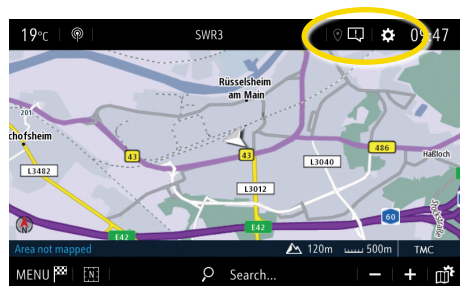 19°C
SWR3
09:47
Rüsselsheim
am Main
201
chofsheim
43
43
486
L3482
L3040
Haßloch
L3012
60
E42
E42
N
Area not mapped
120m
500m
TMC
MENU
N
Search...